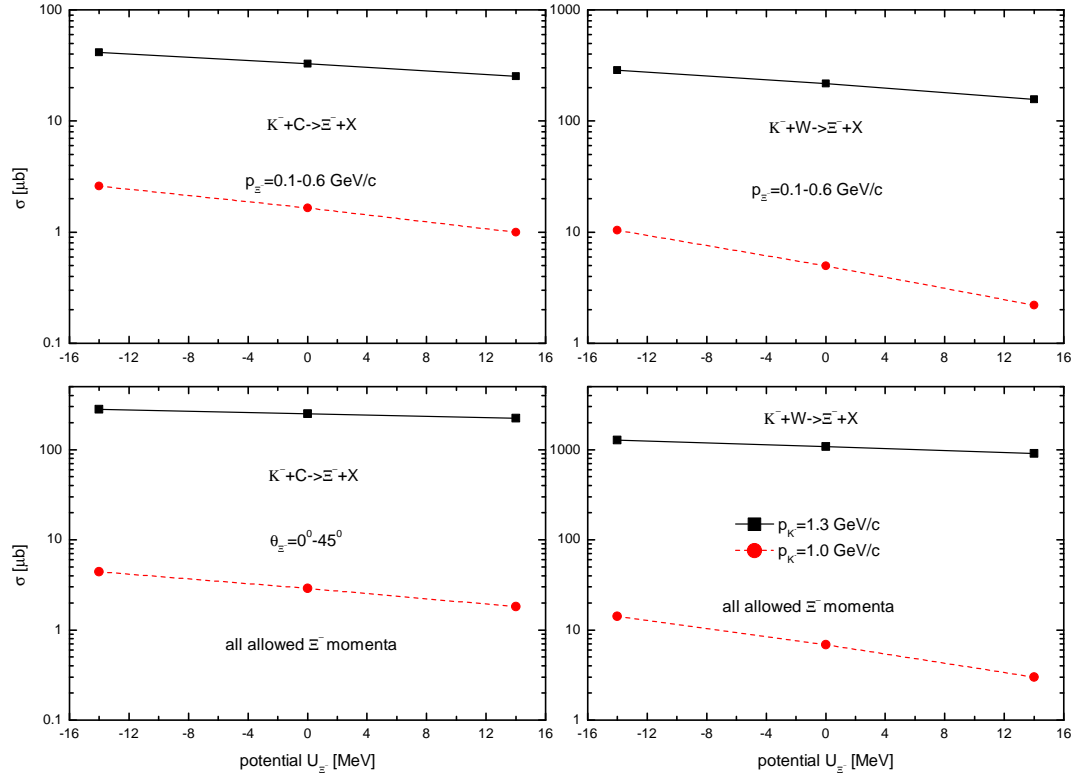 100
10
1
0.1
σ [μb]
K⁻+C->Ξ⁻+X
p_Ξ⁻=0.1-0.6 GeV/c
-16 -12 -8 -4 0 4 8 12 16
1000
100
10
1
K⁻+W->Ξ⁻+X
p_Ξ⁻=0.1-0.6 GeV/c
-16 -12 -8 -4 0 4 8 12 16
100
10
1
0.1
σ [μb]
K⁻+C->Ξ⁻+X
θ_Ξ⁻=0⁰-45⁰
all allowed Ξ⁻ momenta
-16 -12 -8 -4 0 4 8 12 16
potential U_Ξ⁻ [MeV]
1000
100
10
1
K⁻+W->Ξ⁻+X
p_K⁻=1.3 GeV/c
p_K⁻=1.0 GeV/c
all allowed Ξ⁻ momenta
-16 -12 -8 -4 0 4 8 12 16
potential U_Ξ⁻ [MeV]